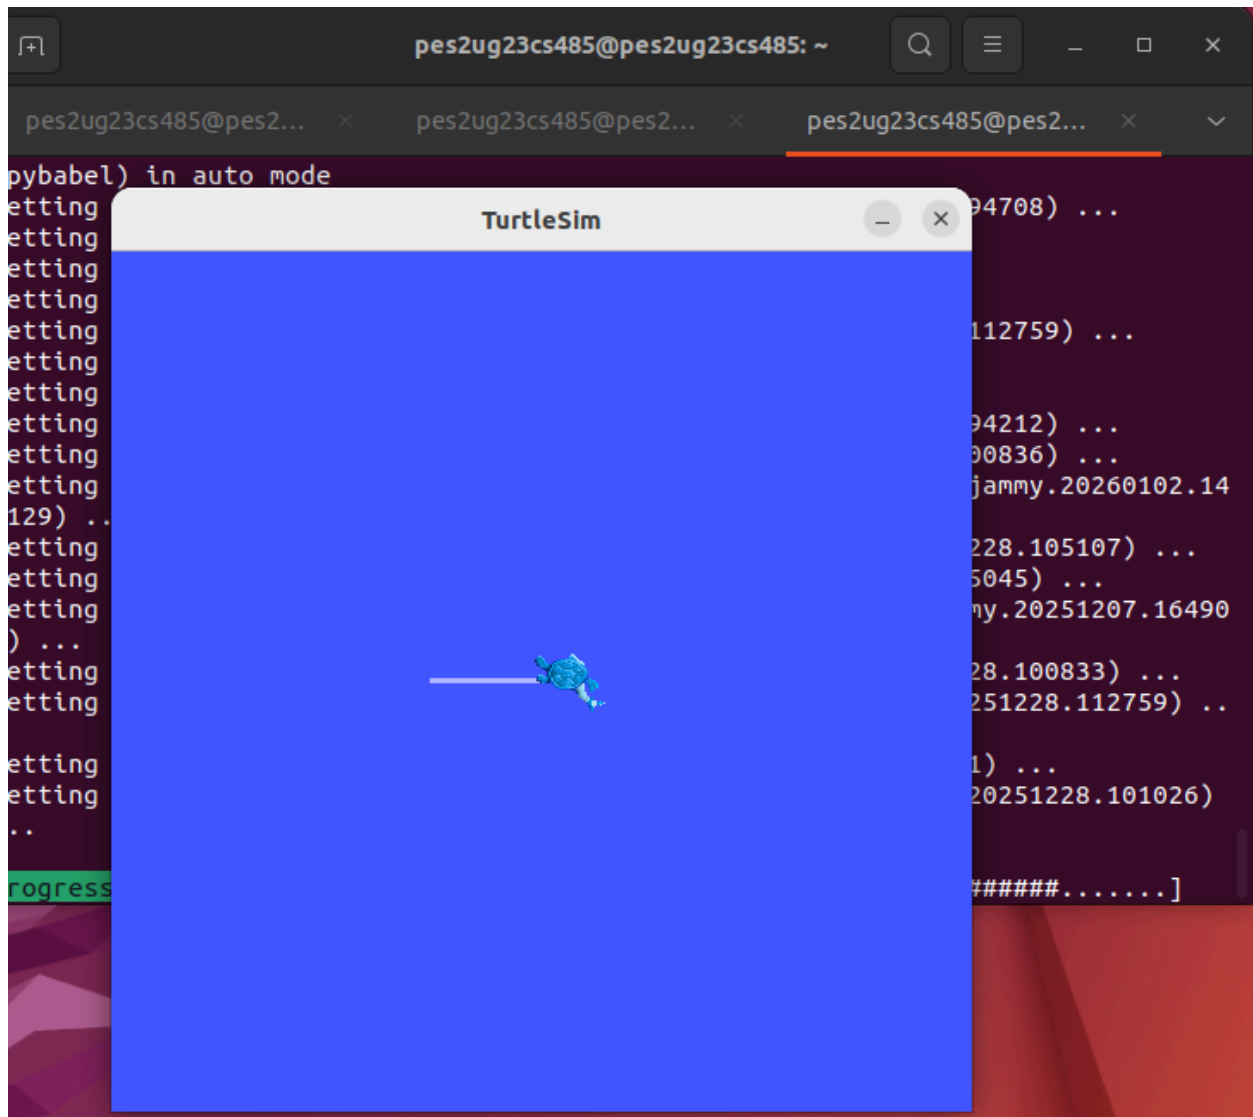 pes2ug23cs485@pes2ug23cs485: ~
pes2ug23cs485@pes2... pes2ug23cs485@pes2... pes2ug23cs485@pes2...
pybabel) in auto mode
etting 94708) ...
etting
etting
etting
etting 112759) ...
etting
etting
etting 94212) ...
etting 00836) ...
etting jammy.20260102.14
129) ..
etting 228.105107) ...
etting 5045) ...
etting my.20251207.16490
) ...
etting 28.100833) ...
etting 251228.112759) ..
etting 1) ...
etting 20251228.101026)
..
rogress ######.......]
TurtleSim